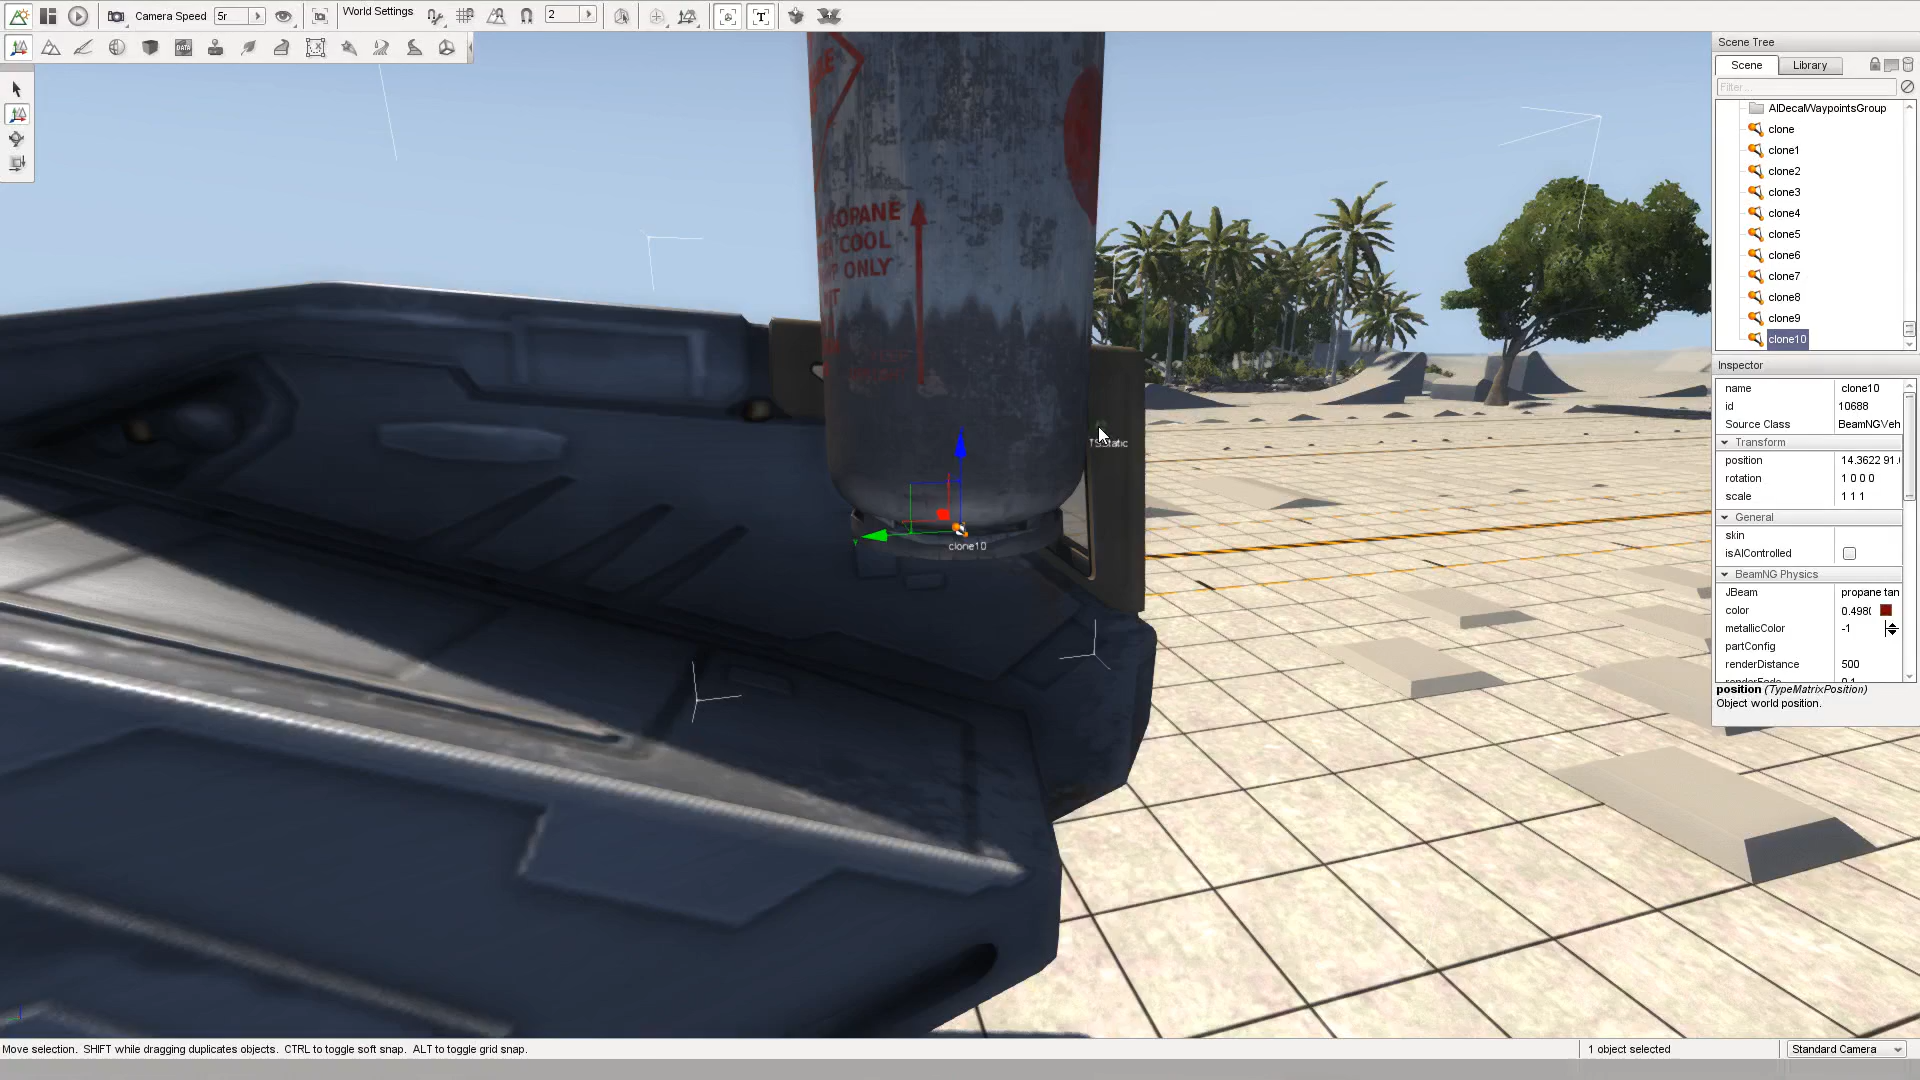 Camera Speed
5r
World Settings
2
T
DATA
Scene Tree
Scene
Library
Filter...
AIDecalWaypointsGroup
clone
clone1
clone2
clone3
clone4
clone5
clone6
clone7
clone8
clone9
clone10
Inspector
name clone10
id 10688
Source Class BeamNGVeh
Transform
position 14.3622 91.
rotation 1 0 0 0
scale 1 1 1
General
skin
isAIControlled
BeamNG Physics
JBeam propane tan
color 0.498
metallicColor -1
partConfig
renderDistance 500
position (TypeMatrixPosition)
Object world position.
OPANE
COOL
ONLY
TSStatic
Y
clone10
Move selection. SHIFT while dragging duplicates objects. CTRL to toggle soft snap. ALT to toggle grid snap.
1 object selected
Standard Camera